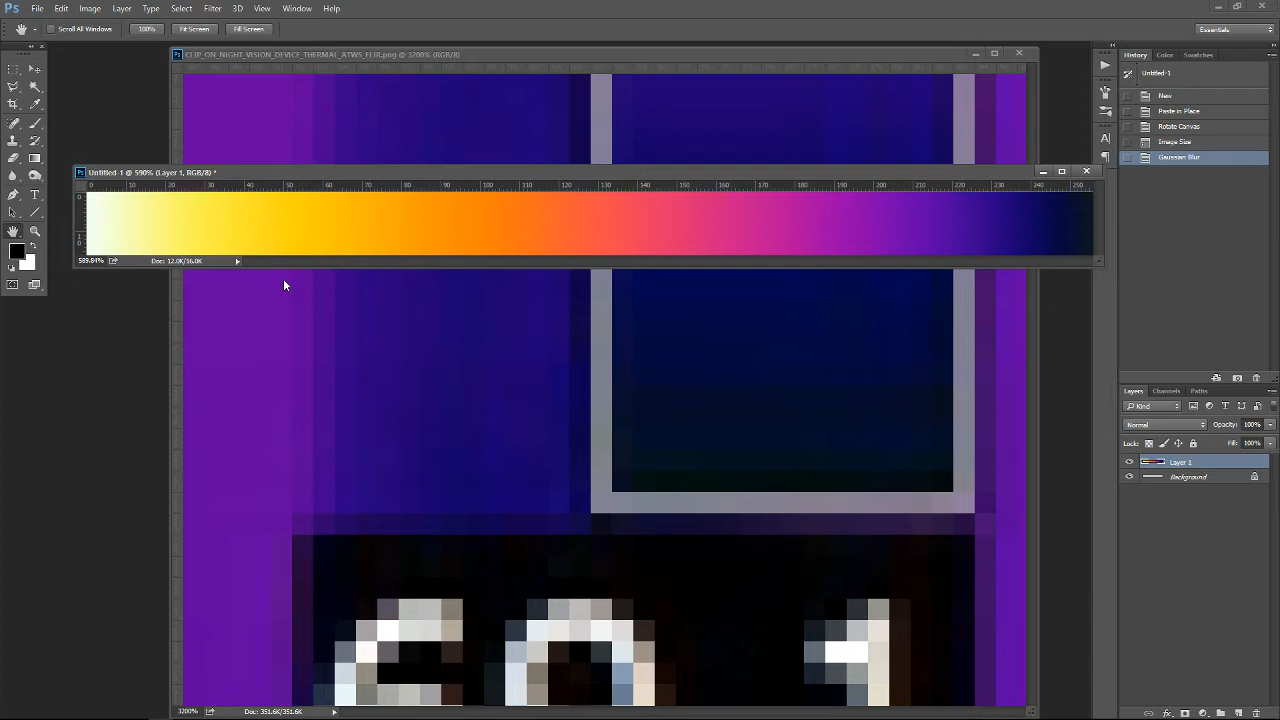 Ps File Edit Image Layer Type Select Filter 3D View Window Help
Scroll All Windows 100% Fit Screen Fill Screen Essentials
Ps CLIP_ON_NIGHT_VISION_DEVICE_THERMAL_ATWS_FLIR.png @ 3200% (RGB/8)
History Color Swatches
Untitled-1
New
Paste in Place
Rotate Canvas
Image Size
Gaussian Blur
Ps Untitled-1 @ 590% (Layer 1, RGB/8) *
0 10 20 30 40 50 60 70 80 90 100 110 120 130 140 150 160 170 180 190 200 210 220 230 240 250
589.84% Doc: 12.0K/16.0K
Layers Channels Paths
Kind
Normal Opacity: 100%
Lock: Fill: 100%
Layer 1
Background
3200% Doc: 351.6K/351.6K